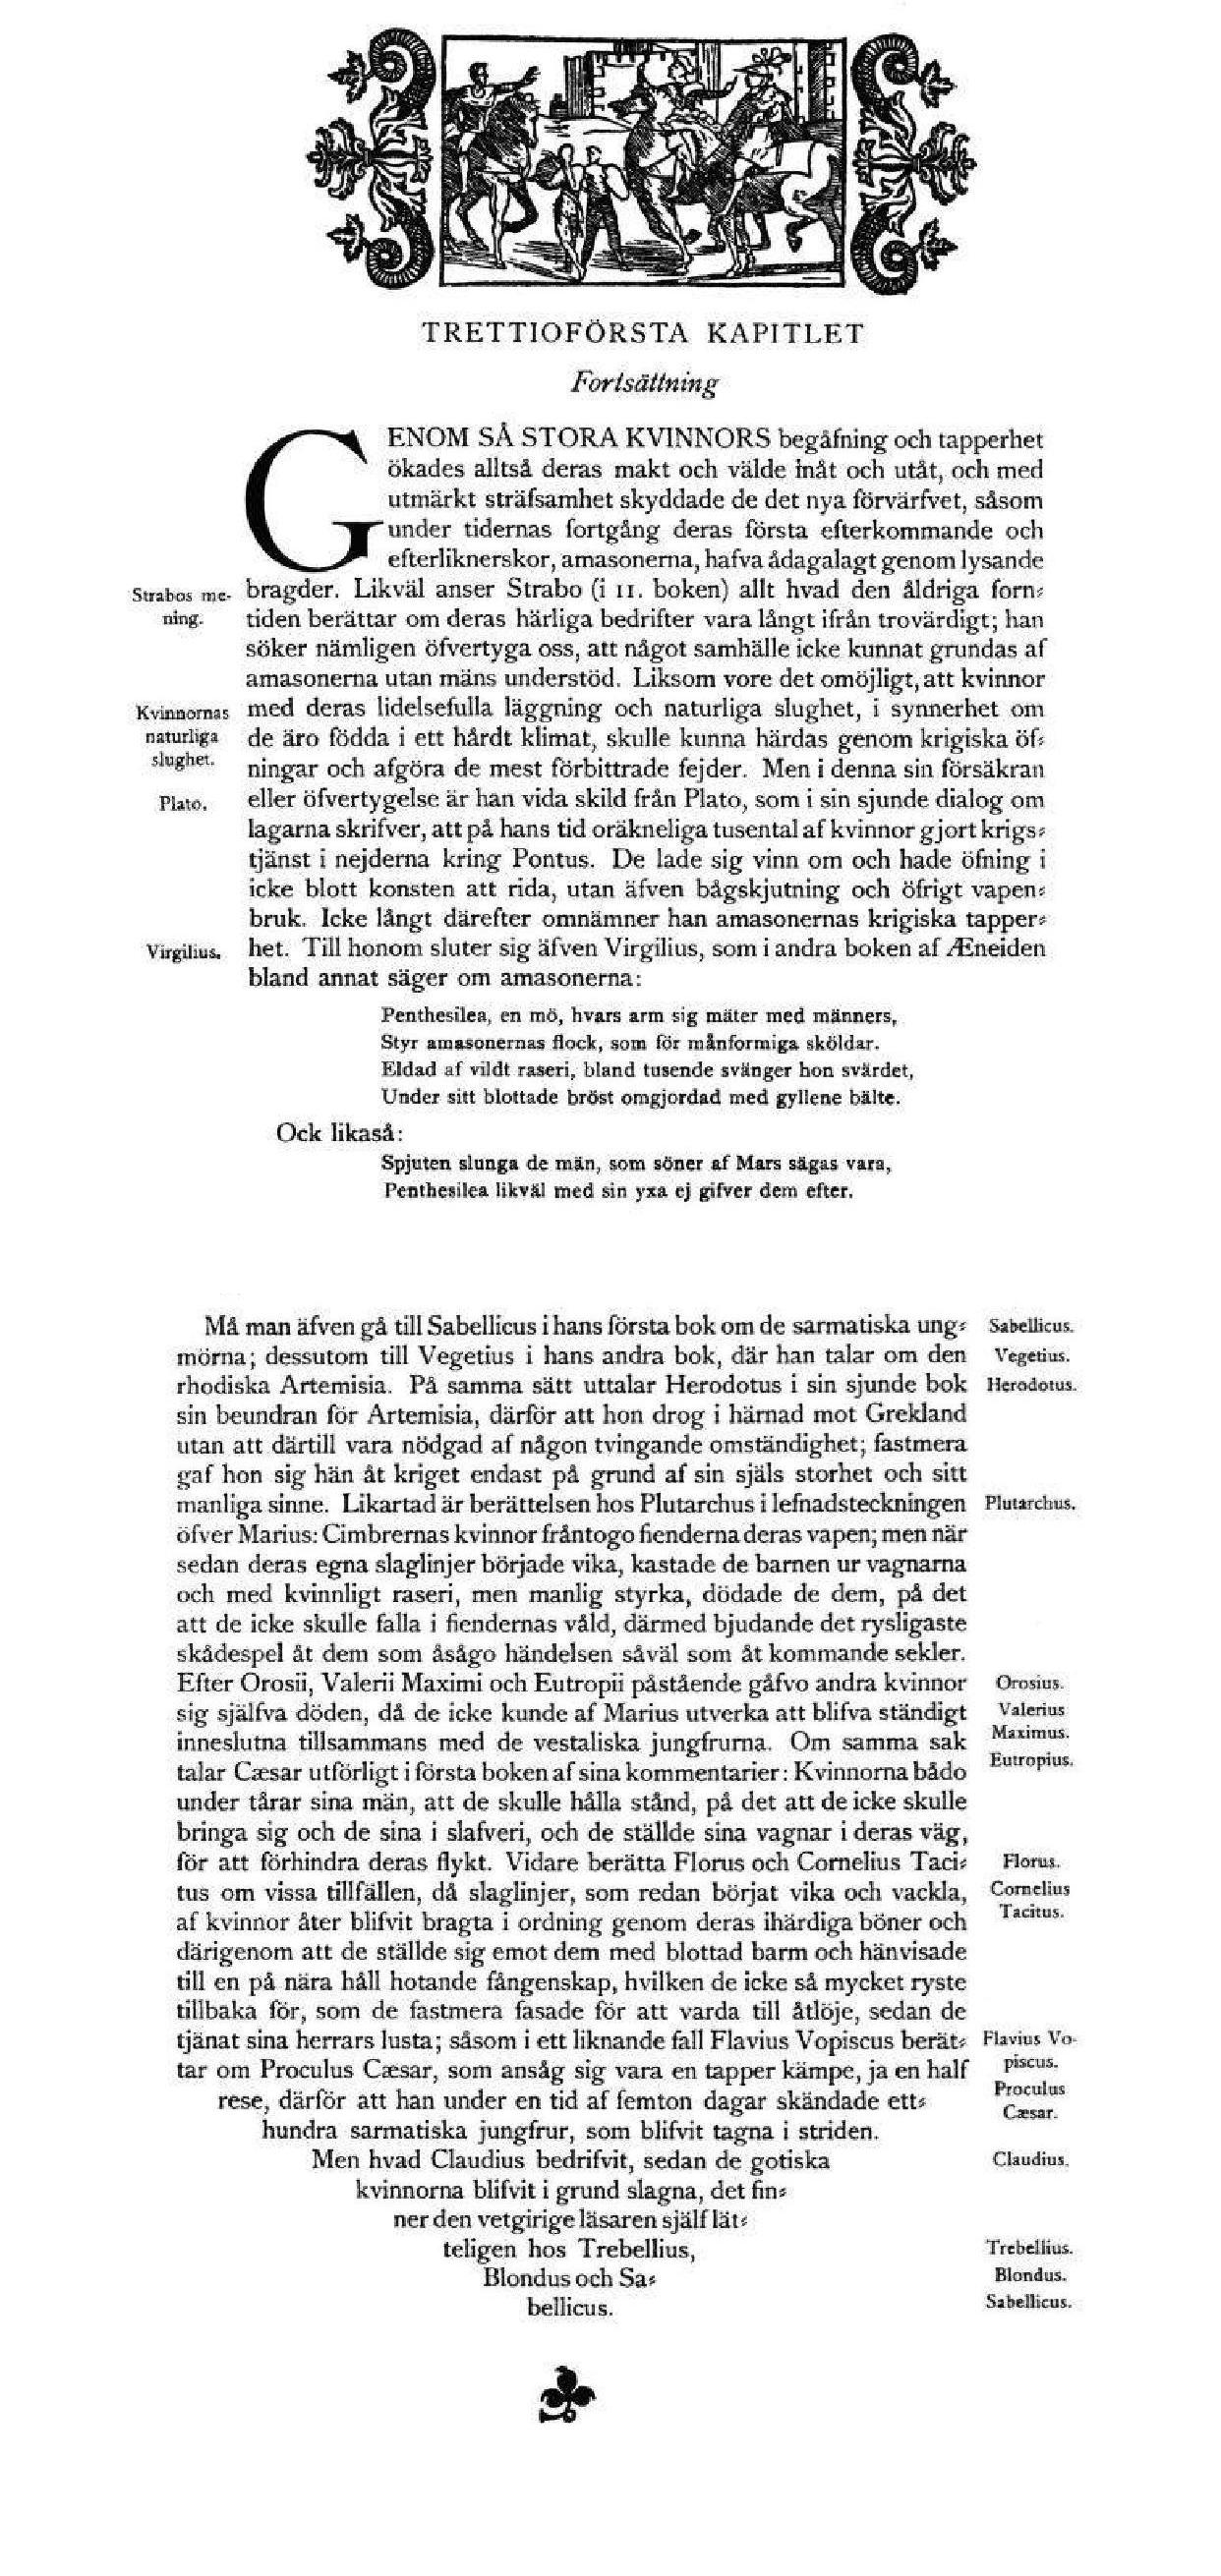 TRETTIOFÖRSTA KAPITLET
Fortsättning
GENOM SÅ STORA KVINNORS begåfning och tapperhet
ökades alltså deras makt och välde inåt och utåt, och med
utmärkt sträfsamhet skyddade de det nya förvärfvet, såsom
under tidernas fortgång deras första efterkommande och
efterliknerskor, amasonerna, hafva ådagalagt genom lysande
Strabos me-
ning.
bragder. Likväl anser Strabo (i 11. boken) allt hvad den åldriga forn-
tiden berättar om deras härliga bedrifter vara långt ifrån trovärdigt; han
söker nämligen öfvertyga oss, att något samhälle icke kunnat grundas af
amasonerna utan mäns understöd. Liksom vore det omöjligt, att kvinnor
Kvinnornas
naturliga
slughet.
med deras lidelsefulla läggning och naturliga slughet, i synnerhet om
de äro födda i ett hårdt klimat, skulle kunna härdas genom krigiska öf-
ningar och afgöra de mest förbittrade fejder. Men i denna sin försäkran
Plato.
eller öfvertygelse är han vida skild från Plato, som i sin sjunde dialog om
lagarna skrifver, att på hans tid oräkneliga tusental af kvinnor gjort krigs-
tjänst i nejderna kring Pontus. De lade sig vinn om och hade öfning i
icke blott konsten att rida, utan äfven bågskjutning och öfrigt vapen-
bruk. Icke långt därefter omnämner han amasonernas krigiska tapper-
Virgilius.
het. Till honom sluter sig äfven Virgilius, som i andra boken af Æneiden
bland annat säger om amasonerna:
Penthesilea, en mö, hvars arm sig mäter med männers,
Styr amasonernas flock, som för månformiga sköldar.
Eldad af vildt raseri, bland tusende svänger hon svärdet,
Under sitt blottade bröst omgjordad med gyllene bälte.
Ock likaså:
Spjuten slunga de män, som söner af Mars sägas vara,
Penthesilea likväl med sin yxa ej gifver dem efter.
Må man äfven gå till Sabellicus i hans första bok om de sarmatiska ung-
Sabellicus.
mörna; dessutom till Vegetius i hans andra bok, där han talar om den
Vegetius.
rhodiska Artemisia. På samma sätt uttalar Herodotus i sin sjunde bok
Herodotus.
sin beundran för Artemisia, därför att hon drog i härnad mot Grekland
utan att därtill vara nödgad af någon tvingande omständighet; fastmera
gaf hon sig hän åt kriget endast på grund af sin själs storhet och sitt
manliga sinne. Likartad är berättelsen hos Plutarchus i lefnadsteckningen
Plutarchus.
öfver Marius: Cimbrernas kvinnor fråntogo fienderna deras vapen; men när
sedan deras egna slaglinjer började vika, kastade de barnen ur vagnarna
och med kvinnligt raseri, men manlig styrka, dödade de dem, på det
att de icke skulle falla i fiendernas våld, därmed bjudande det rysligaste
skådespel åt dem som åsågo händelsen såväl som åt kommande sekler.
Efter Orosii, Valerii Maximi och Eutropii påstående gåfvo andra kvinnor
Orosius.
sig själfva döden, då de icke kunde af Marius utverka att blifva ständigt
Valerius
Maximus.
inneslutna tillsammans med de vestaliska jungfrurna. Om samma sak
Eutropius.
talar Cæsar utförligt i första boken af sina kommentarier: Kvinnorna bådo
under tårar sina män, att de skulle hålla stånd, på det att de icke skulle
bringa sig och de sina i slafveri, och de ställde sina vagnar i deras väg,
för att förhindra deras flykt. Vidare berätta Florus och Cornelius Taci-
Florus.
tus om vissa tillfällen, då slaglinjer, som redan börjat vika och vackla,
Cornelius
Tacitus.
af kvinnor åter blifvit bragta i ordning genom deras ihärdiga böner och
därigenom att de ställde sig emot dem med blottad barm och hänvisade
till en på nära håll hotande fångenskap, hvilken de icke så mycket ryste
tillbaka för, som de fastmera fasade för att varda till åtlöje, sedan de
tjänat sina herrars lusta; såsom i ett liknande fall Flavius Vopiscus berät-
Flavius Vo-
piscus.
tar om Proculus Cæsar, som ansåg sig vara en tapper kämpe, ja en half
Proculus
Cæsar.
rese, därför att han under en tid af femton dagar skändade ett-
hundra sarmatiska jungfrur, som blifvit tagna i striden.
Men hvad Claudius bedrifvit, sedan de gotiska
Claudius.
kvinnorna blifvit i grund slagna, det fin-
ner den vetgirige läsaren själf lät-
teligen hos Trebellius,
Trebellius.
Blondus och Sa-
Blondus.
bellicus.
Sabellicus.